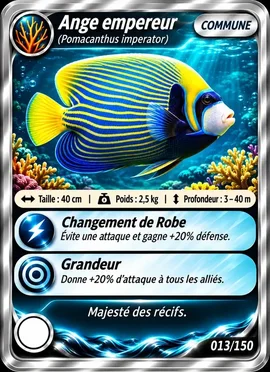 Ange empereur
COMMUNE
(Pomacanthus imperator)
Taille : 40 cm | Poids : 2,5 kg | Profondeur : 3 – 40 m
Changement de Robe
Évite une attaque et gagne +20% défense.
Grandeur
Donne +20% d'attaque à tous les alliés.
Majesté des récifs.
013/150